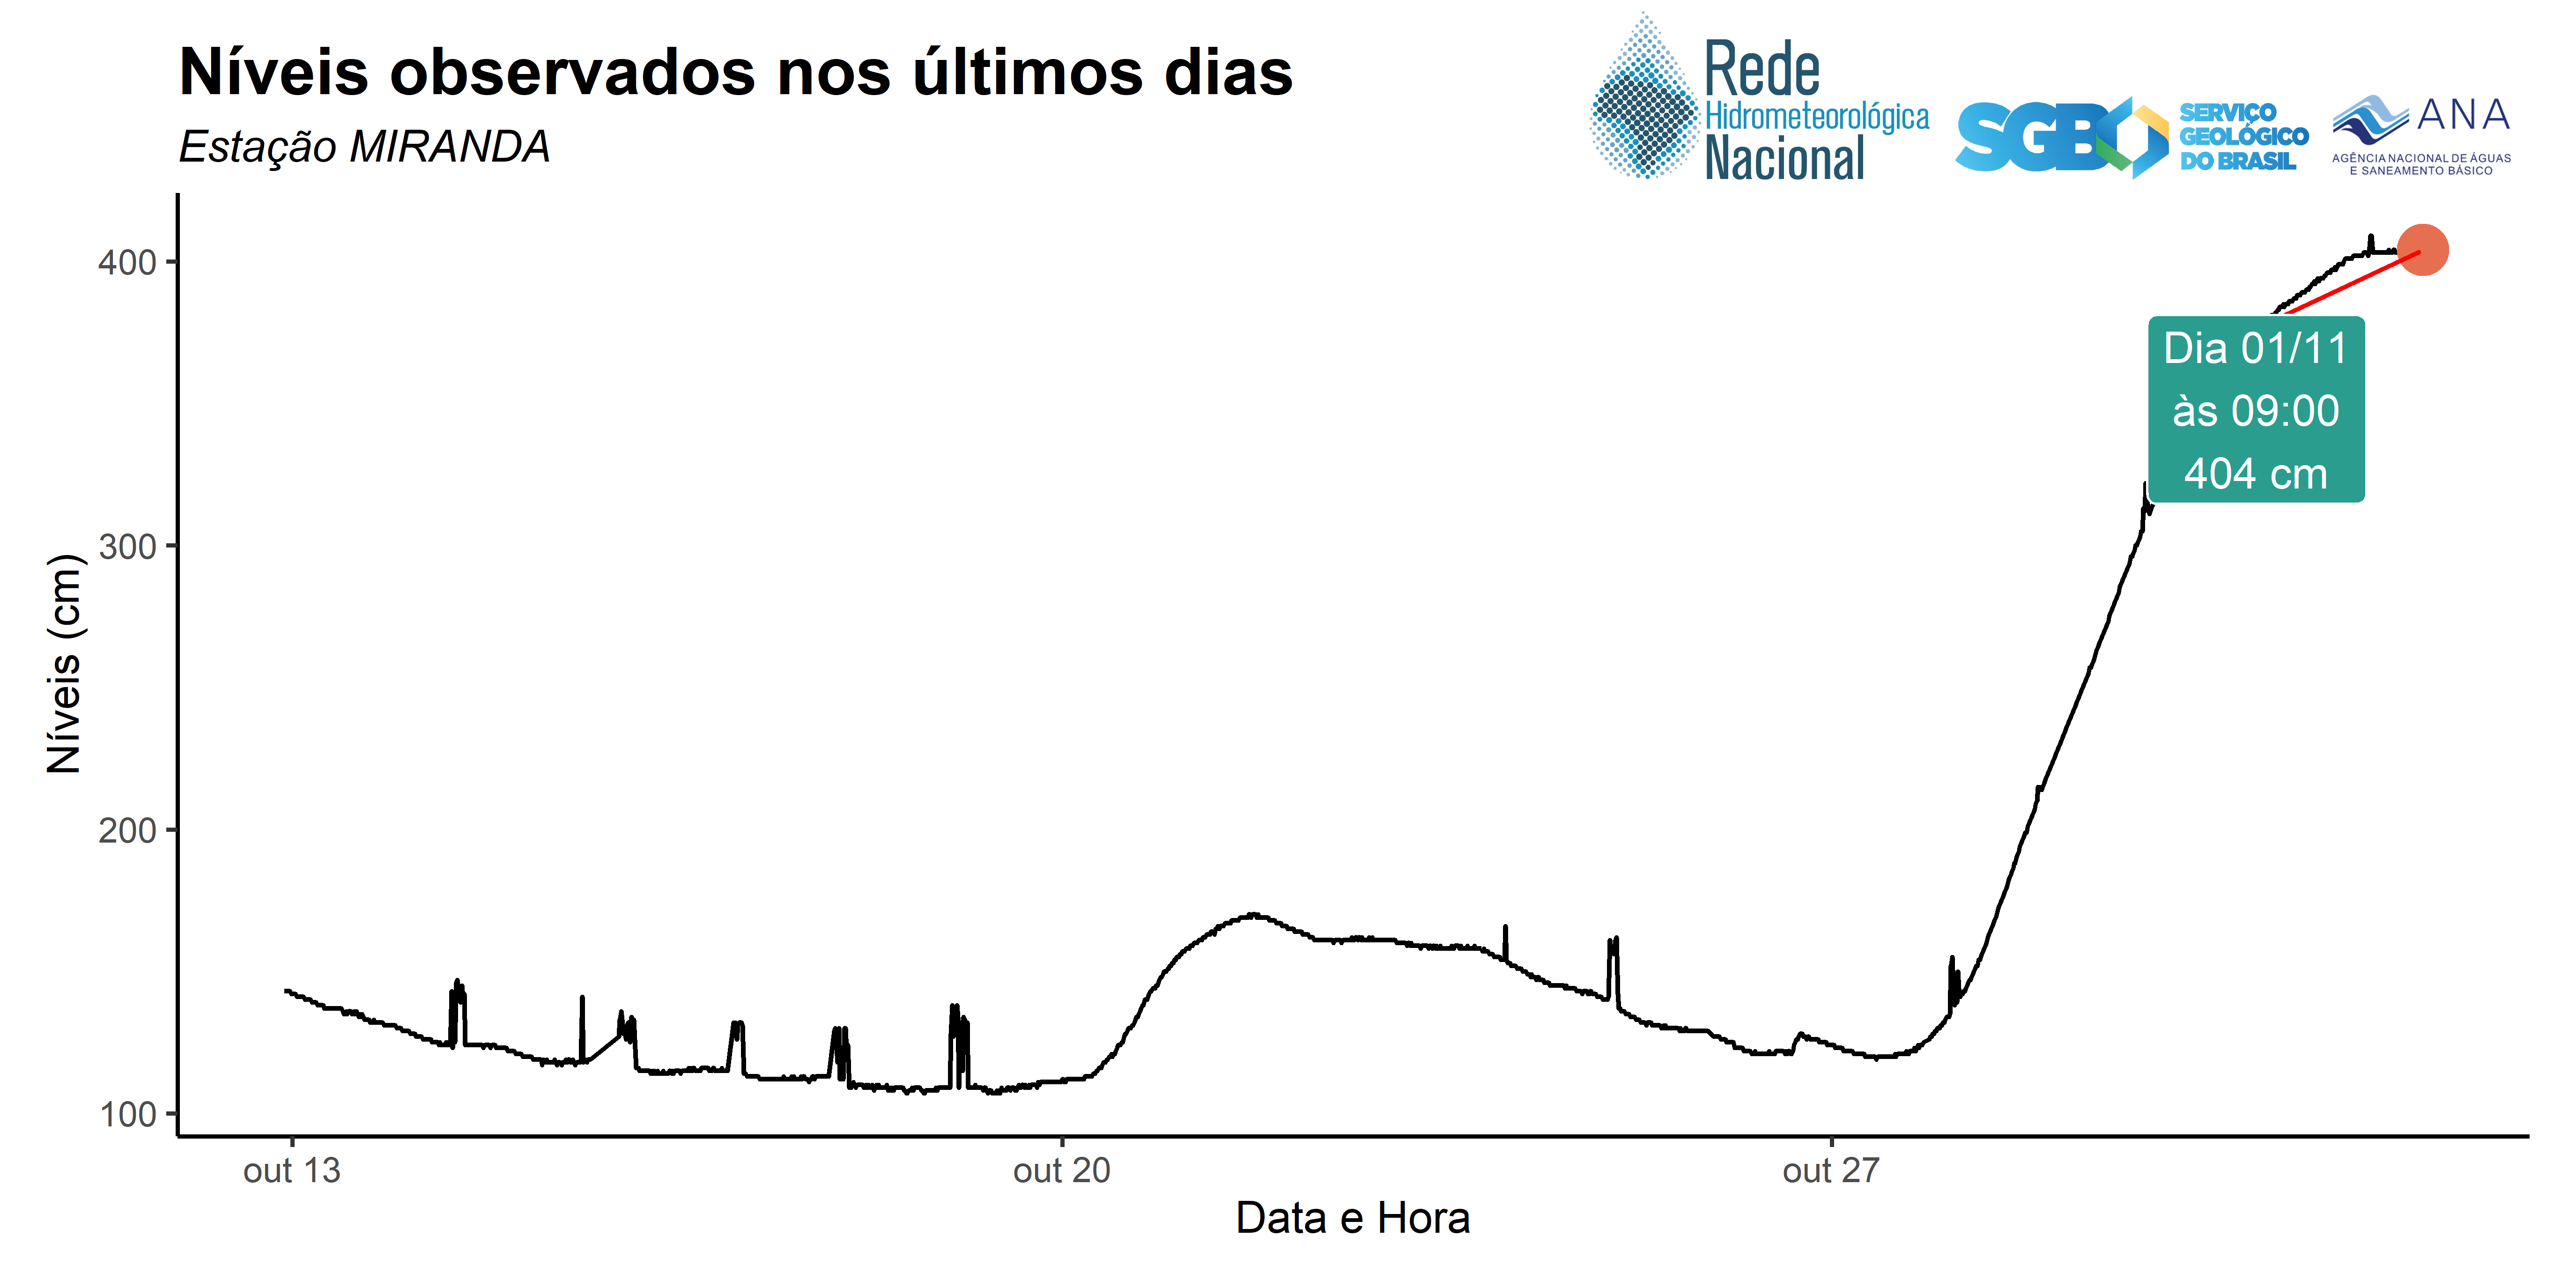 Níveis observados nos últimos dias
Estação MIRANDA
Rede
Hidrometeorológica
Nacional
SGB
SERVIÇO
GEOLÓGICO
DO BRASIL
ANA
AGÊNCIA NACIONAL DE ÁGUAS
E SANEAMENTO BÁSICO
400
300
200
100
Níveis (cm)
Dia 01/11
às 09:00
404 cm
out 13
out 20
out 27
Data e Hora